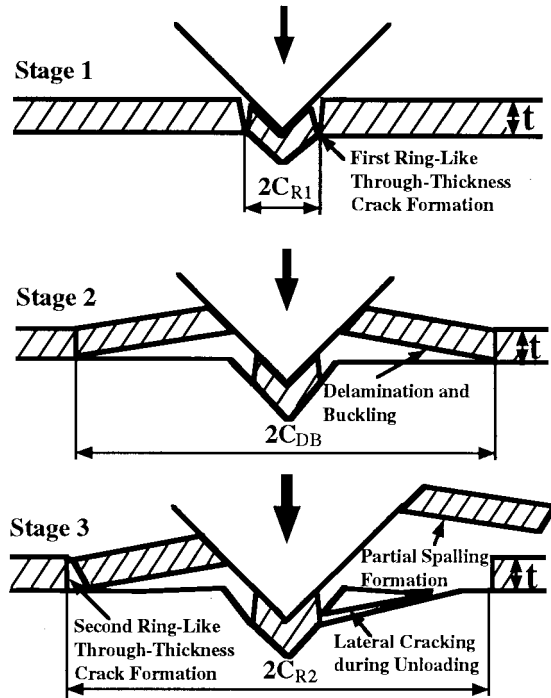 Stage 1
t
First Ring-Like
Through-Thickness
Crack Formation
2C_R1
Stage 2
t
Delamination and
Buckling
2C_DB
Stage 3
Partial Spalling
Formation
t
Second Ring-Like
Through-Thickness
Crack Formation
Lateral Cracking
during Unloading
2C_R2